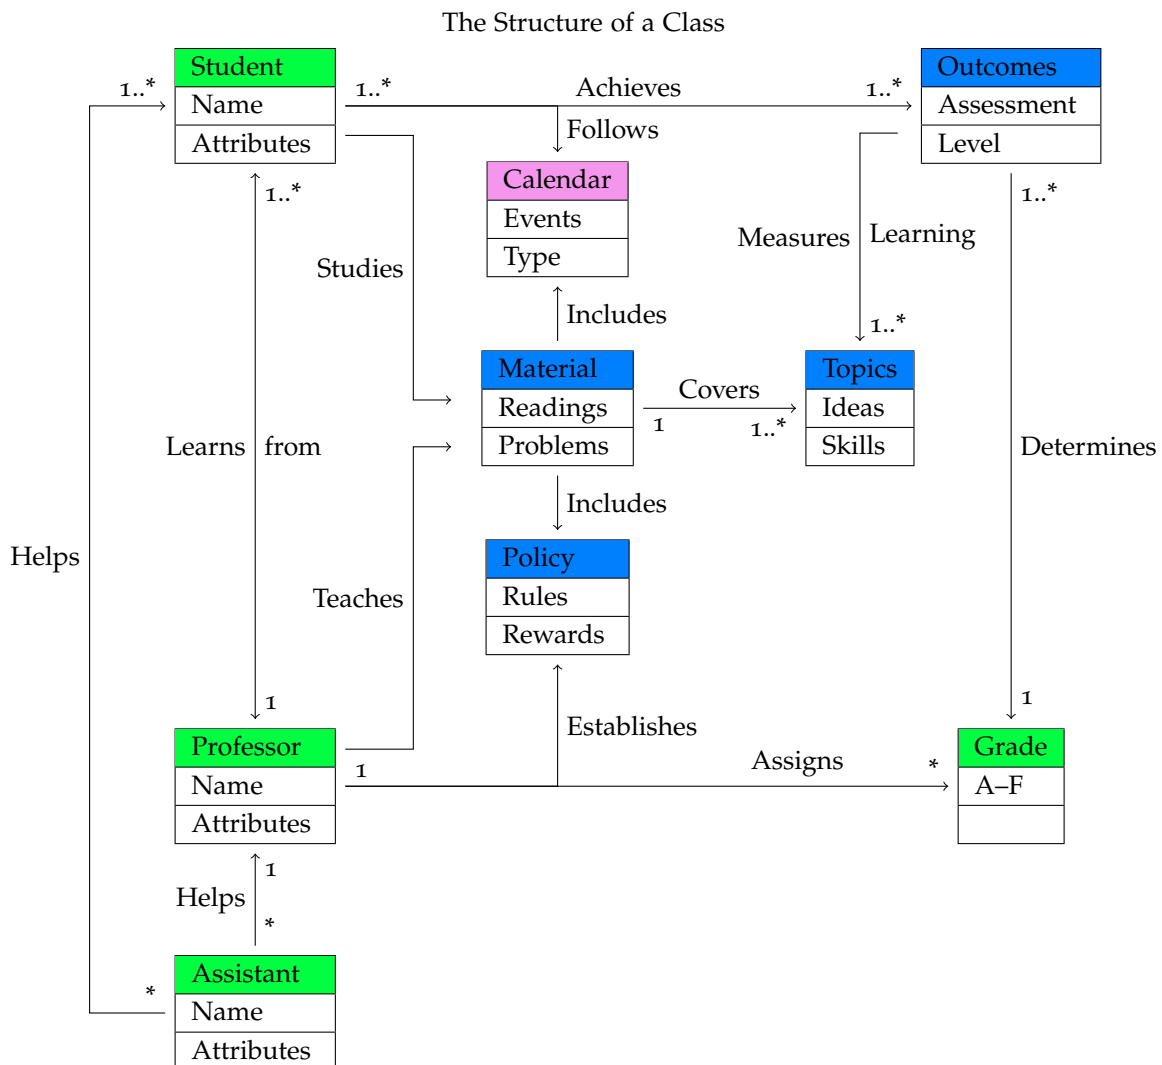 The Structure of a Class
Student
Name
Attributes
1..*
1..*
Achieves
1..*
Outcomes
Assessment
Level
Follows
Calendar
Events
Type
1..*
1..*
Measures Learning
Studies
Includes
1..*
Material
Readings
Problems
Covers
1
1..*
Topics
Ideas
Skills
Learns from
Determines
Includes
Helps
Policy
Rules
Rewards
Teaches
1
1
Establishes
Professor
Name
Attributes
1
Assigns
*
Grade
A–F
1
Helps
*
Assistant
Name
Attributes
*